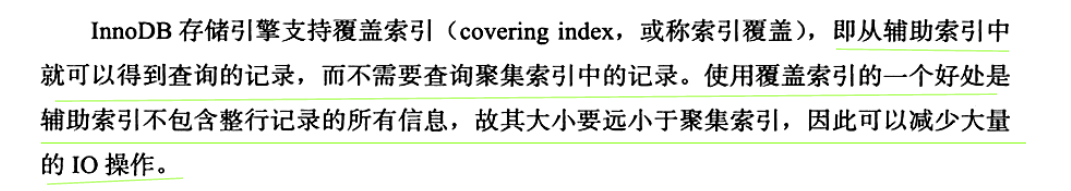 InnoDB 存储引擎支持覆盖索引（covering index，或称索引覆盖），即从辅助索引中
就可以得到查询的记录，而不需要查询聚集索引中的记录。使用覆盖索引的一个好处是
辅助索引不包含整行记录的所有信息，故其大小要远小于聚集索引，因此可以减少大量
的 IO 操作。